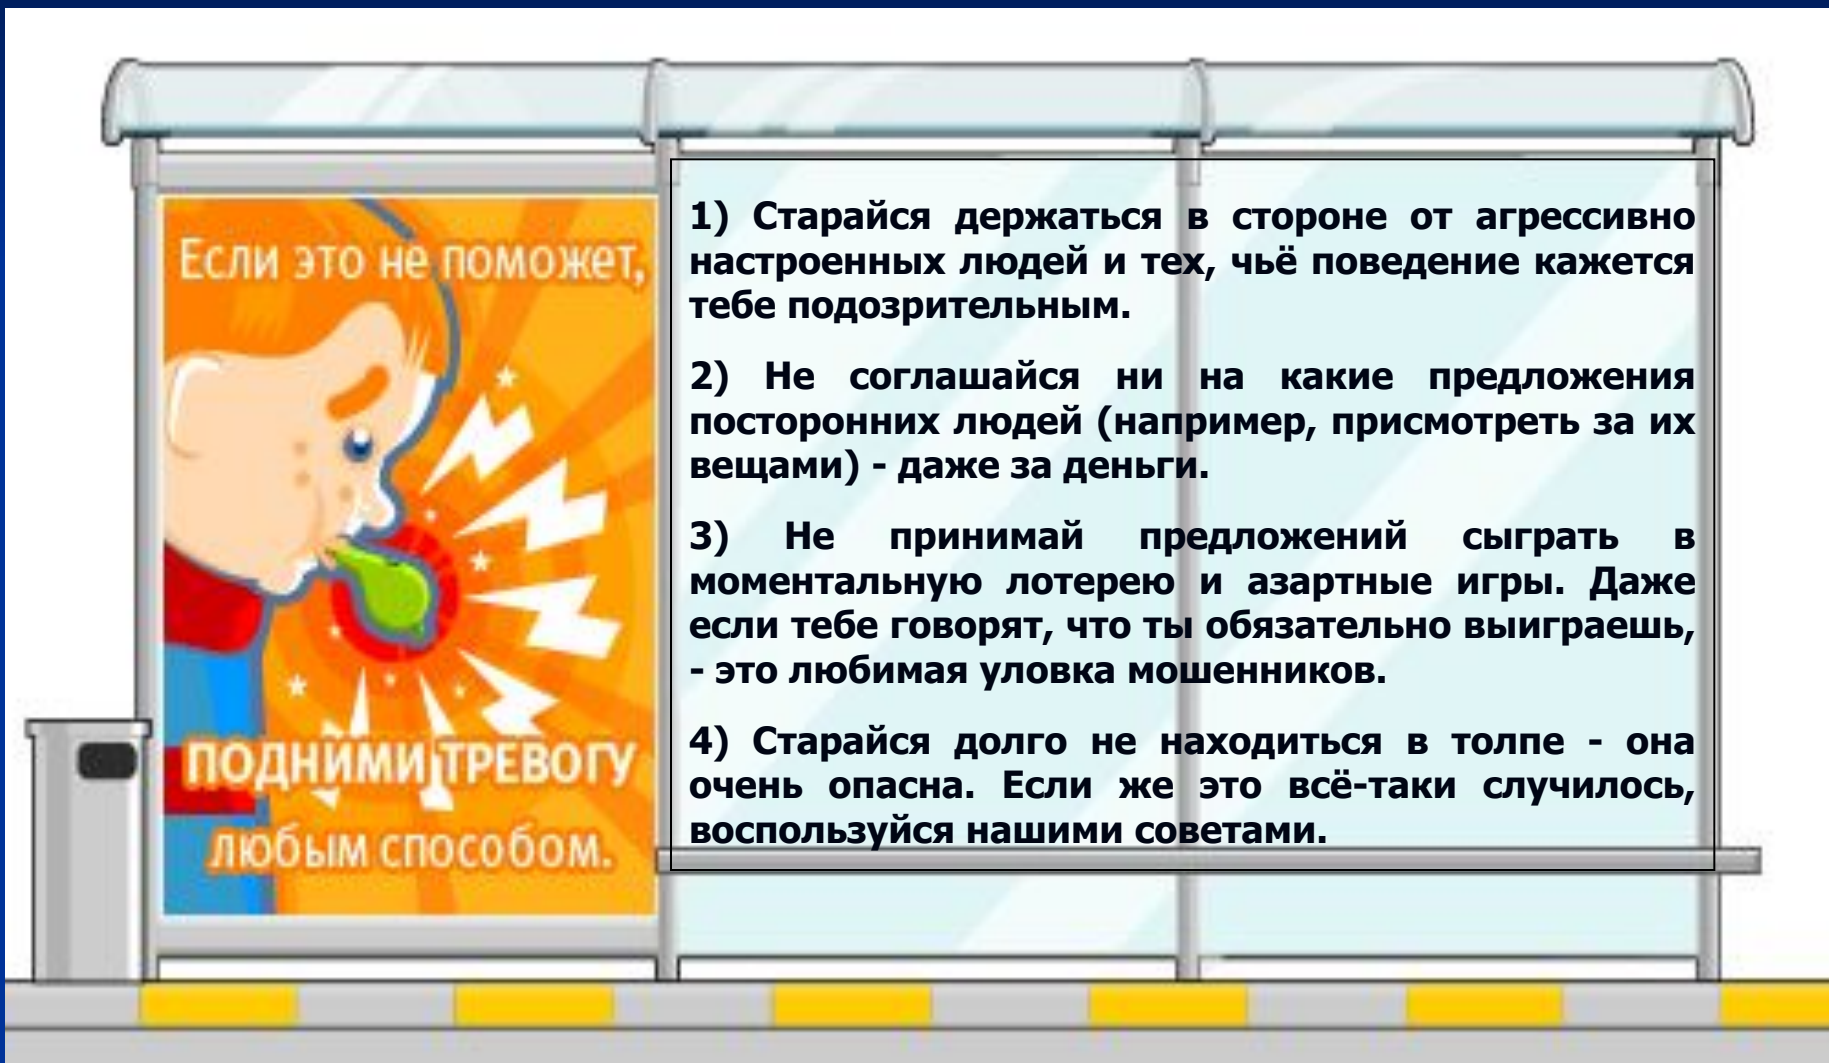 Если это не поможет,
ПОДНИМИ ТРЕВОГУ
любым способом.
1) Старайся держаться в стороне от агрессивно
настроенных людей и тех, чьё поведение кажется
тебе подозрительным.
2) Не соглашайся ни на какие предложения
посторонних людей (например, присмотреть за их
вещами) - даже за деньги.
3) Не принимай предложений сыграть в
моментальную лотерею и азартные игры. Даже
если тебе говорят, что ты обязательно выиграешь,
- это любимая уловка мошенников.
4) Старайся долго не находиться в толпе - она
очень опасна. Если же это всё-таки случилось,
воспользуйся нашими советами.